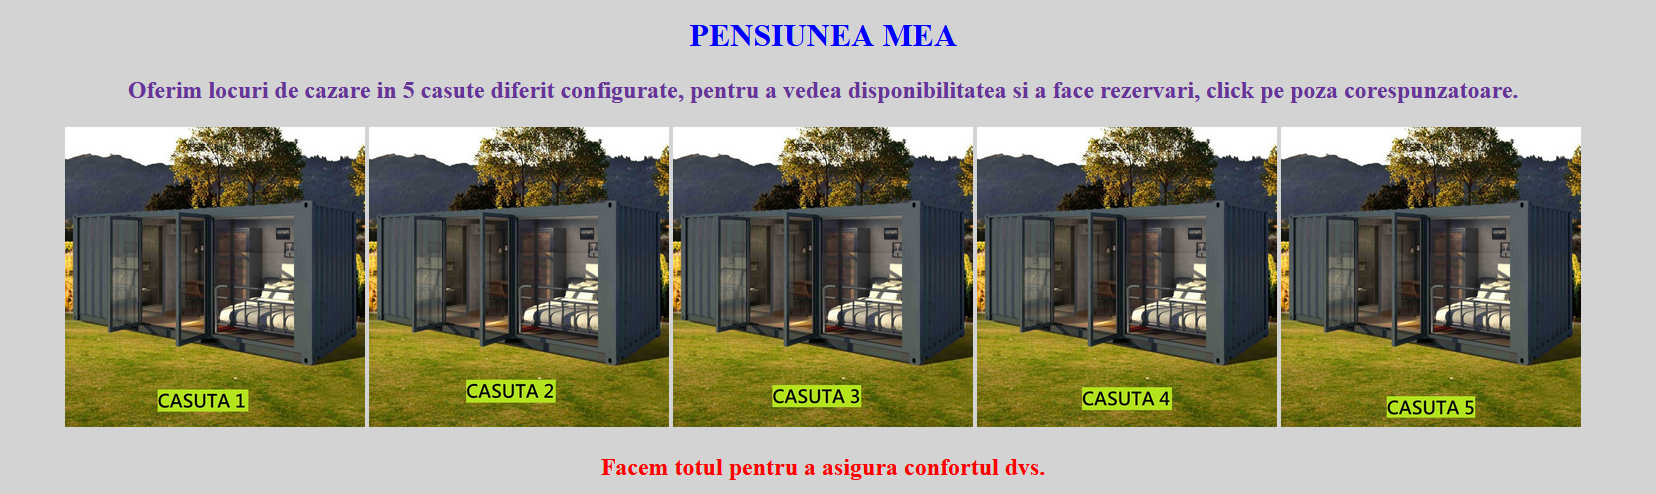 PENSIUNEA MEA
Oferim locuri de cazare in 5 casute diferit configurate, pentru a vedea disponibilitatea si a face rezervari, click pe poza corespunzatoare.
CASUTA 1
CASUTA 2
CASUTA 3
CASUTA 4
CASUTA 5
Facem totul pentru a asigura confortul dvs.